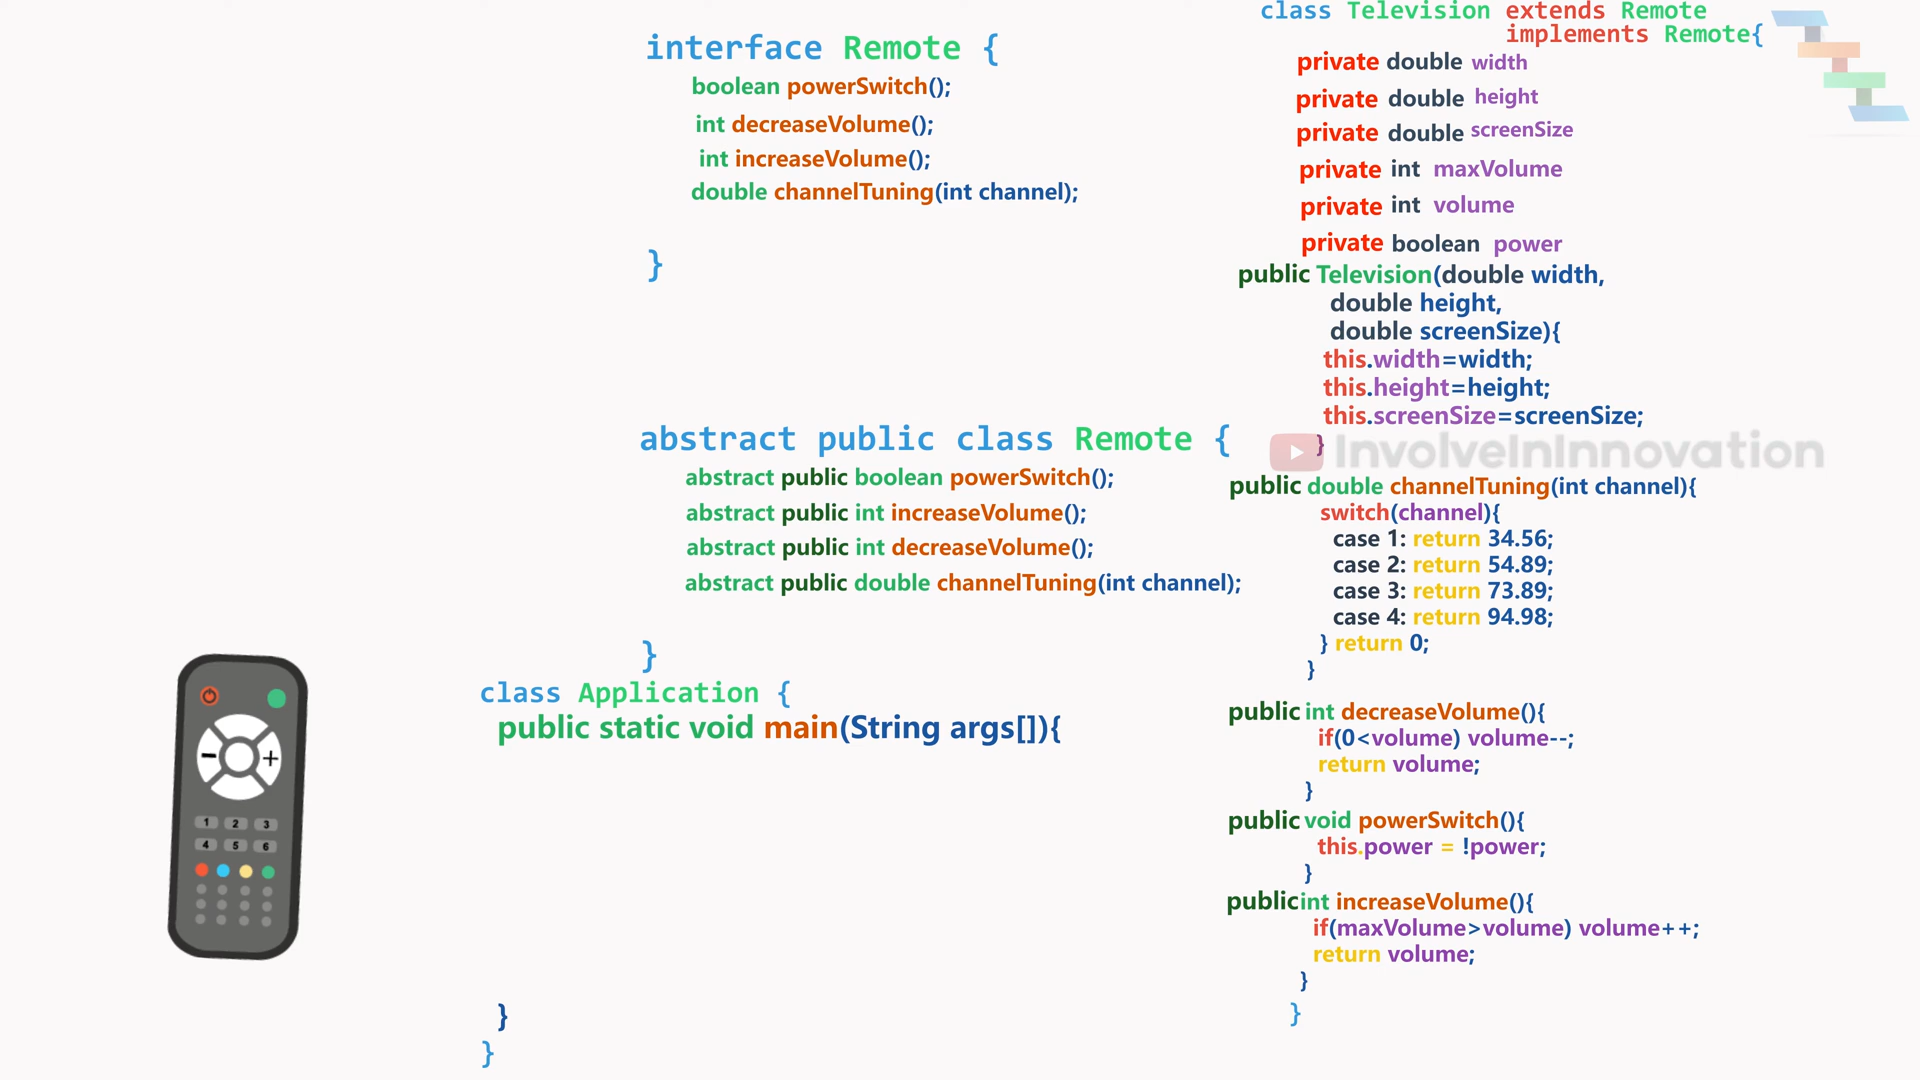 interface Remote {
boolean powerSwitch();
int decreaseVolume();
int increaseVolume();
double channelTuning(int channel);
}
abstract public class Remote {
abstract public boolean powerSwitch();
abstract public int increaseVolume();
abstract public int decreaseVolume();
abstract public double channelTuning(int channel);
}
class Application {
public static void main(String args[]){
}
}
class Television extends Remote
implements Remote{
private double width
private double height
private double screenSize
private int maxVolume
private int volume
private boolean power
public Television(double width,
double height,
double screenSize){
this.width=width;
this.height=height;
this.screenSize=screenSize;
}
InvolveInInnovation
public double channelTuning(int channel){
switch(channel){
case 1: return 34.56;
case 2: return 54.89;
case 3: return 73.89;
case 4: return 94.98;
} return 0;
}
public int decreaseVolume(){
if(0<volume) volume--;
return volume;
}
public void powerSwitch(){
this.power = !power;
}
public int increaseVolume(){
if(maxVolume>volume) volume++;
return volume;
}
}
- +
1 2 3
4 5 6